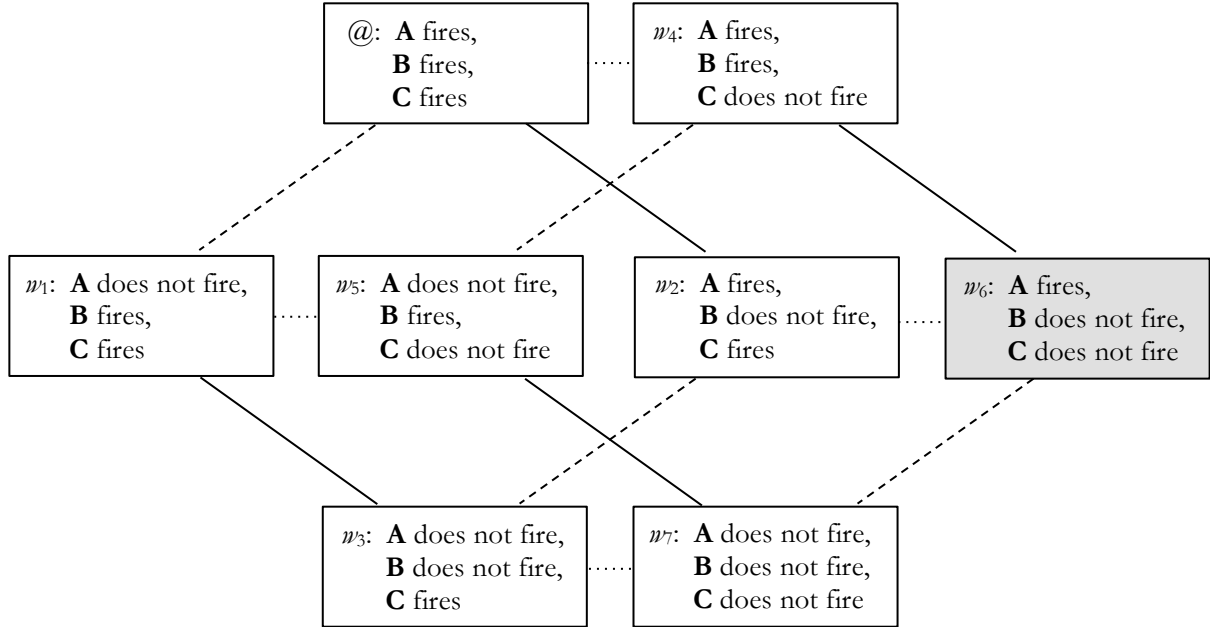 @: A fires,
B fires,
C fires
w4: A fires,
B fires,
C does not fire
w1: A does not fire,
B fires,
C fires
w5: A does not fire,
B fires,
C does not fire
w2: A fires,
B does not fire,
C fires
w6: A fires,
B does not fire,
C does not fire
w3: A does not fire,
B does not fire,
C fires
w7: A does not fire,
B does not fire,
C does not fire